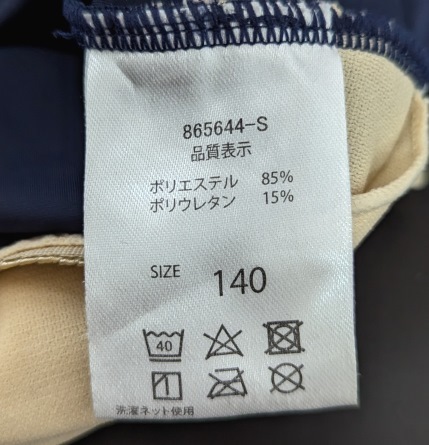 865644-S
品質表示
ポリエステル 85%
ポリウレタン 15%
SIZE 140
40
洗濯ネット使用